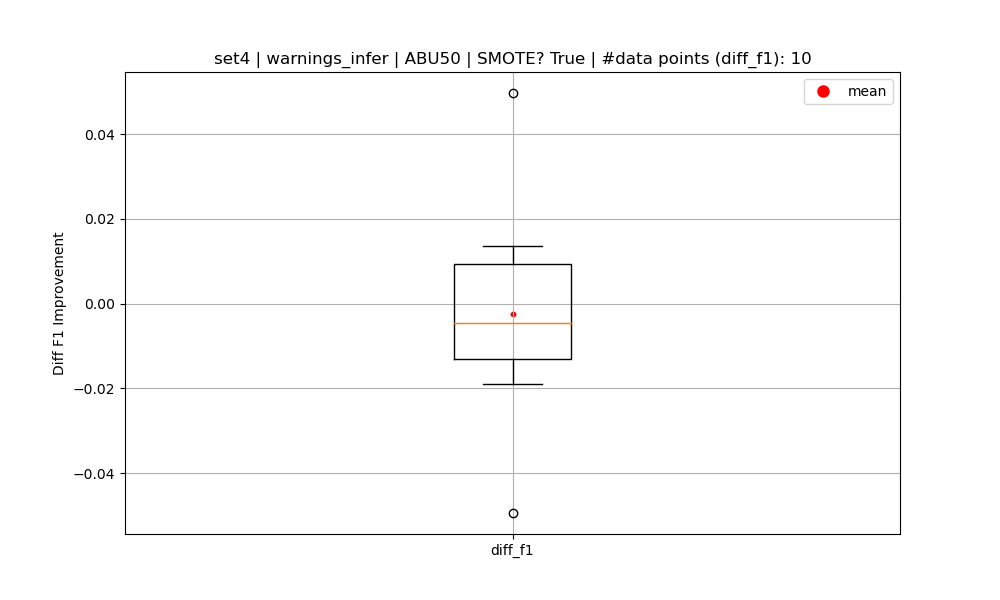 set4 | warnings_infer | ABU50 | SMOTE? True | #data points (diff_f1): 10
mean
0.04
0.02
0.00
−0.02
−0.04
Diff F1 Improvement
diff_f1